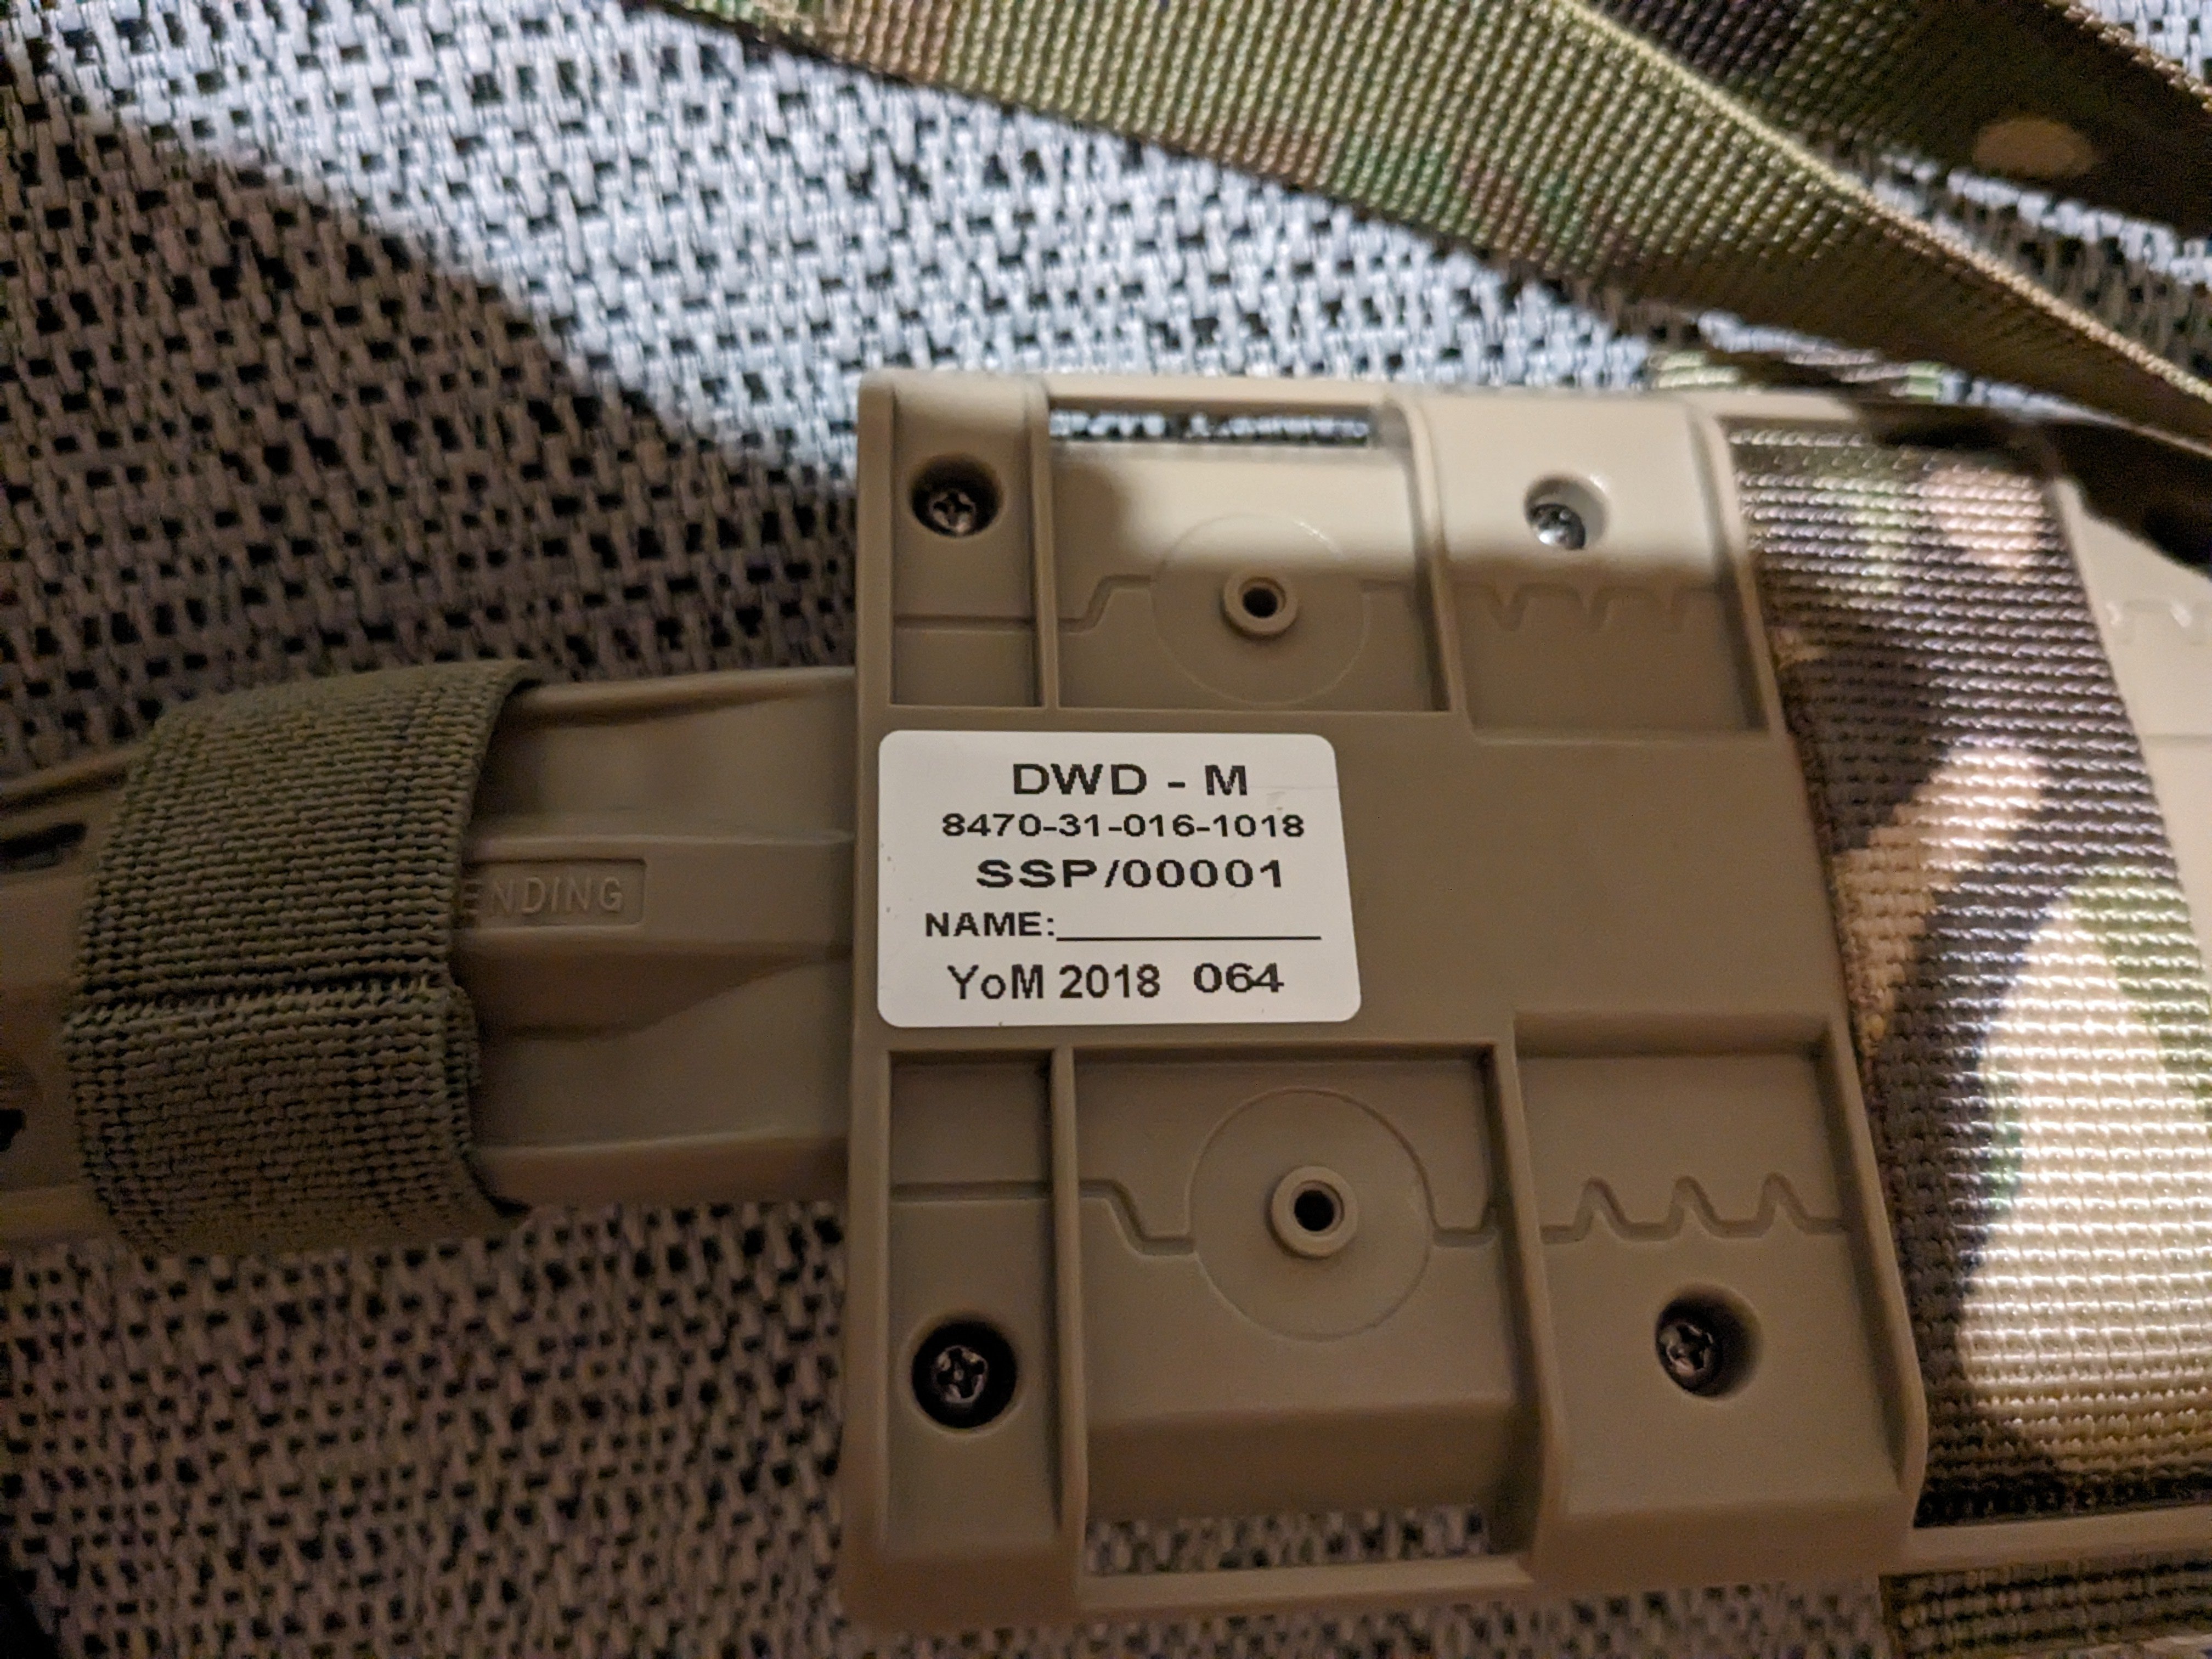 DWD - M
8470-31-016-1018
SSP/00001
NAME:
YoM 2018 064
ENDING